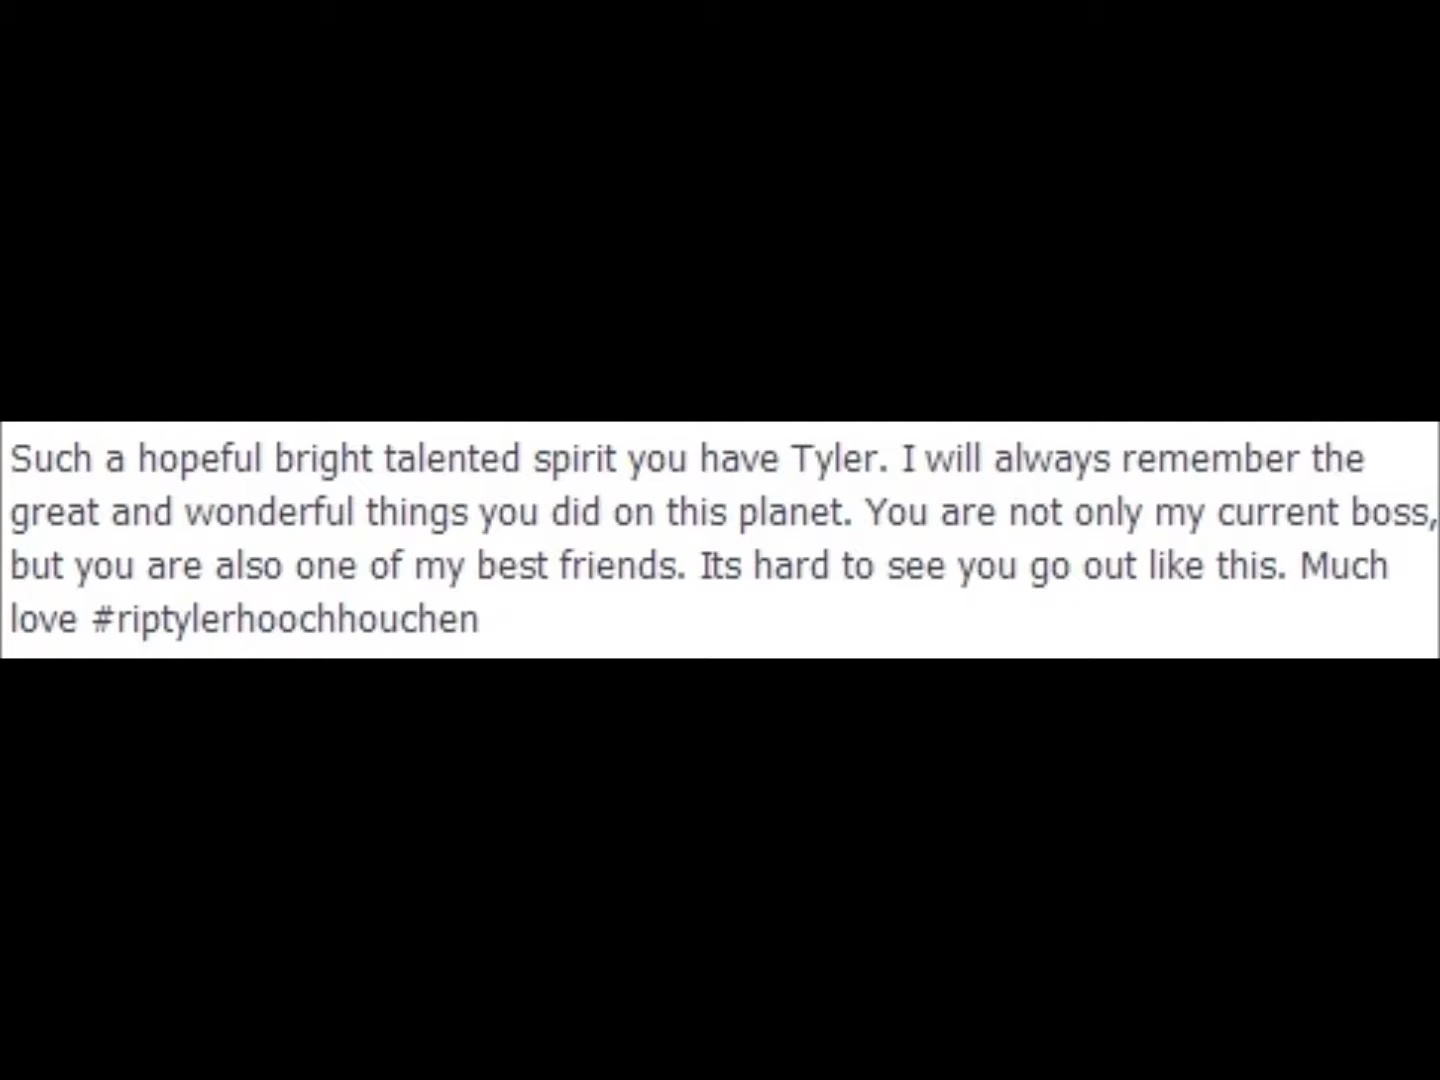 Such a hopeful bright talented spirit you have Tyler. I will always remember the
great and wonderful things you did on this planet. You are not only my current boss,
but you are also one of my best friends. Its hard to see you go out like this. Much
love #riptylerhoochhouchen